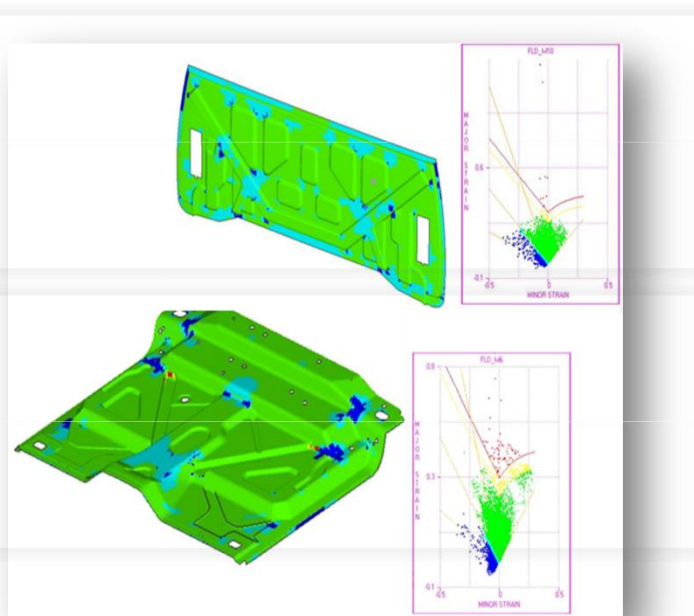 FLD_M10
MAJOR STRAIN
0.6
-0.1
-0.5
0
0.5
MINOR STRAIN
FLD_M6
0.8
MAJOR STRAIN
0.3
-0.1
-0.5
0
0.5
MINOR STRAIN